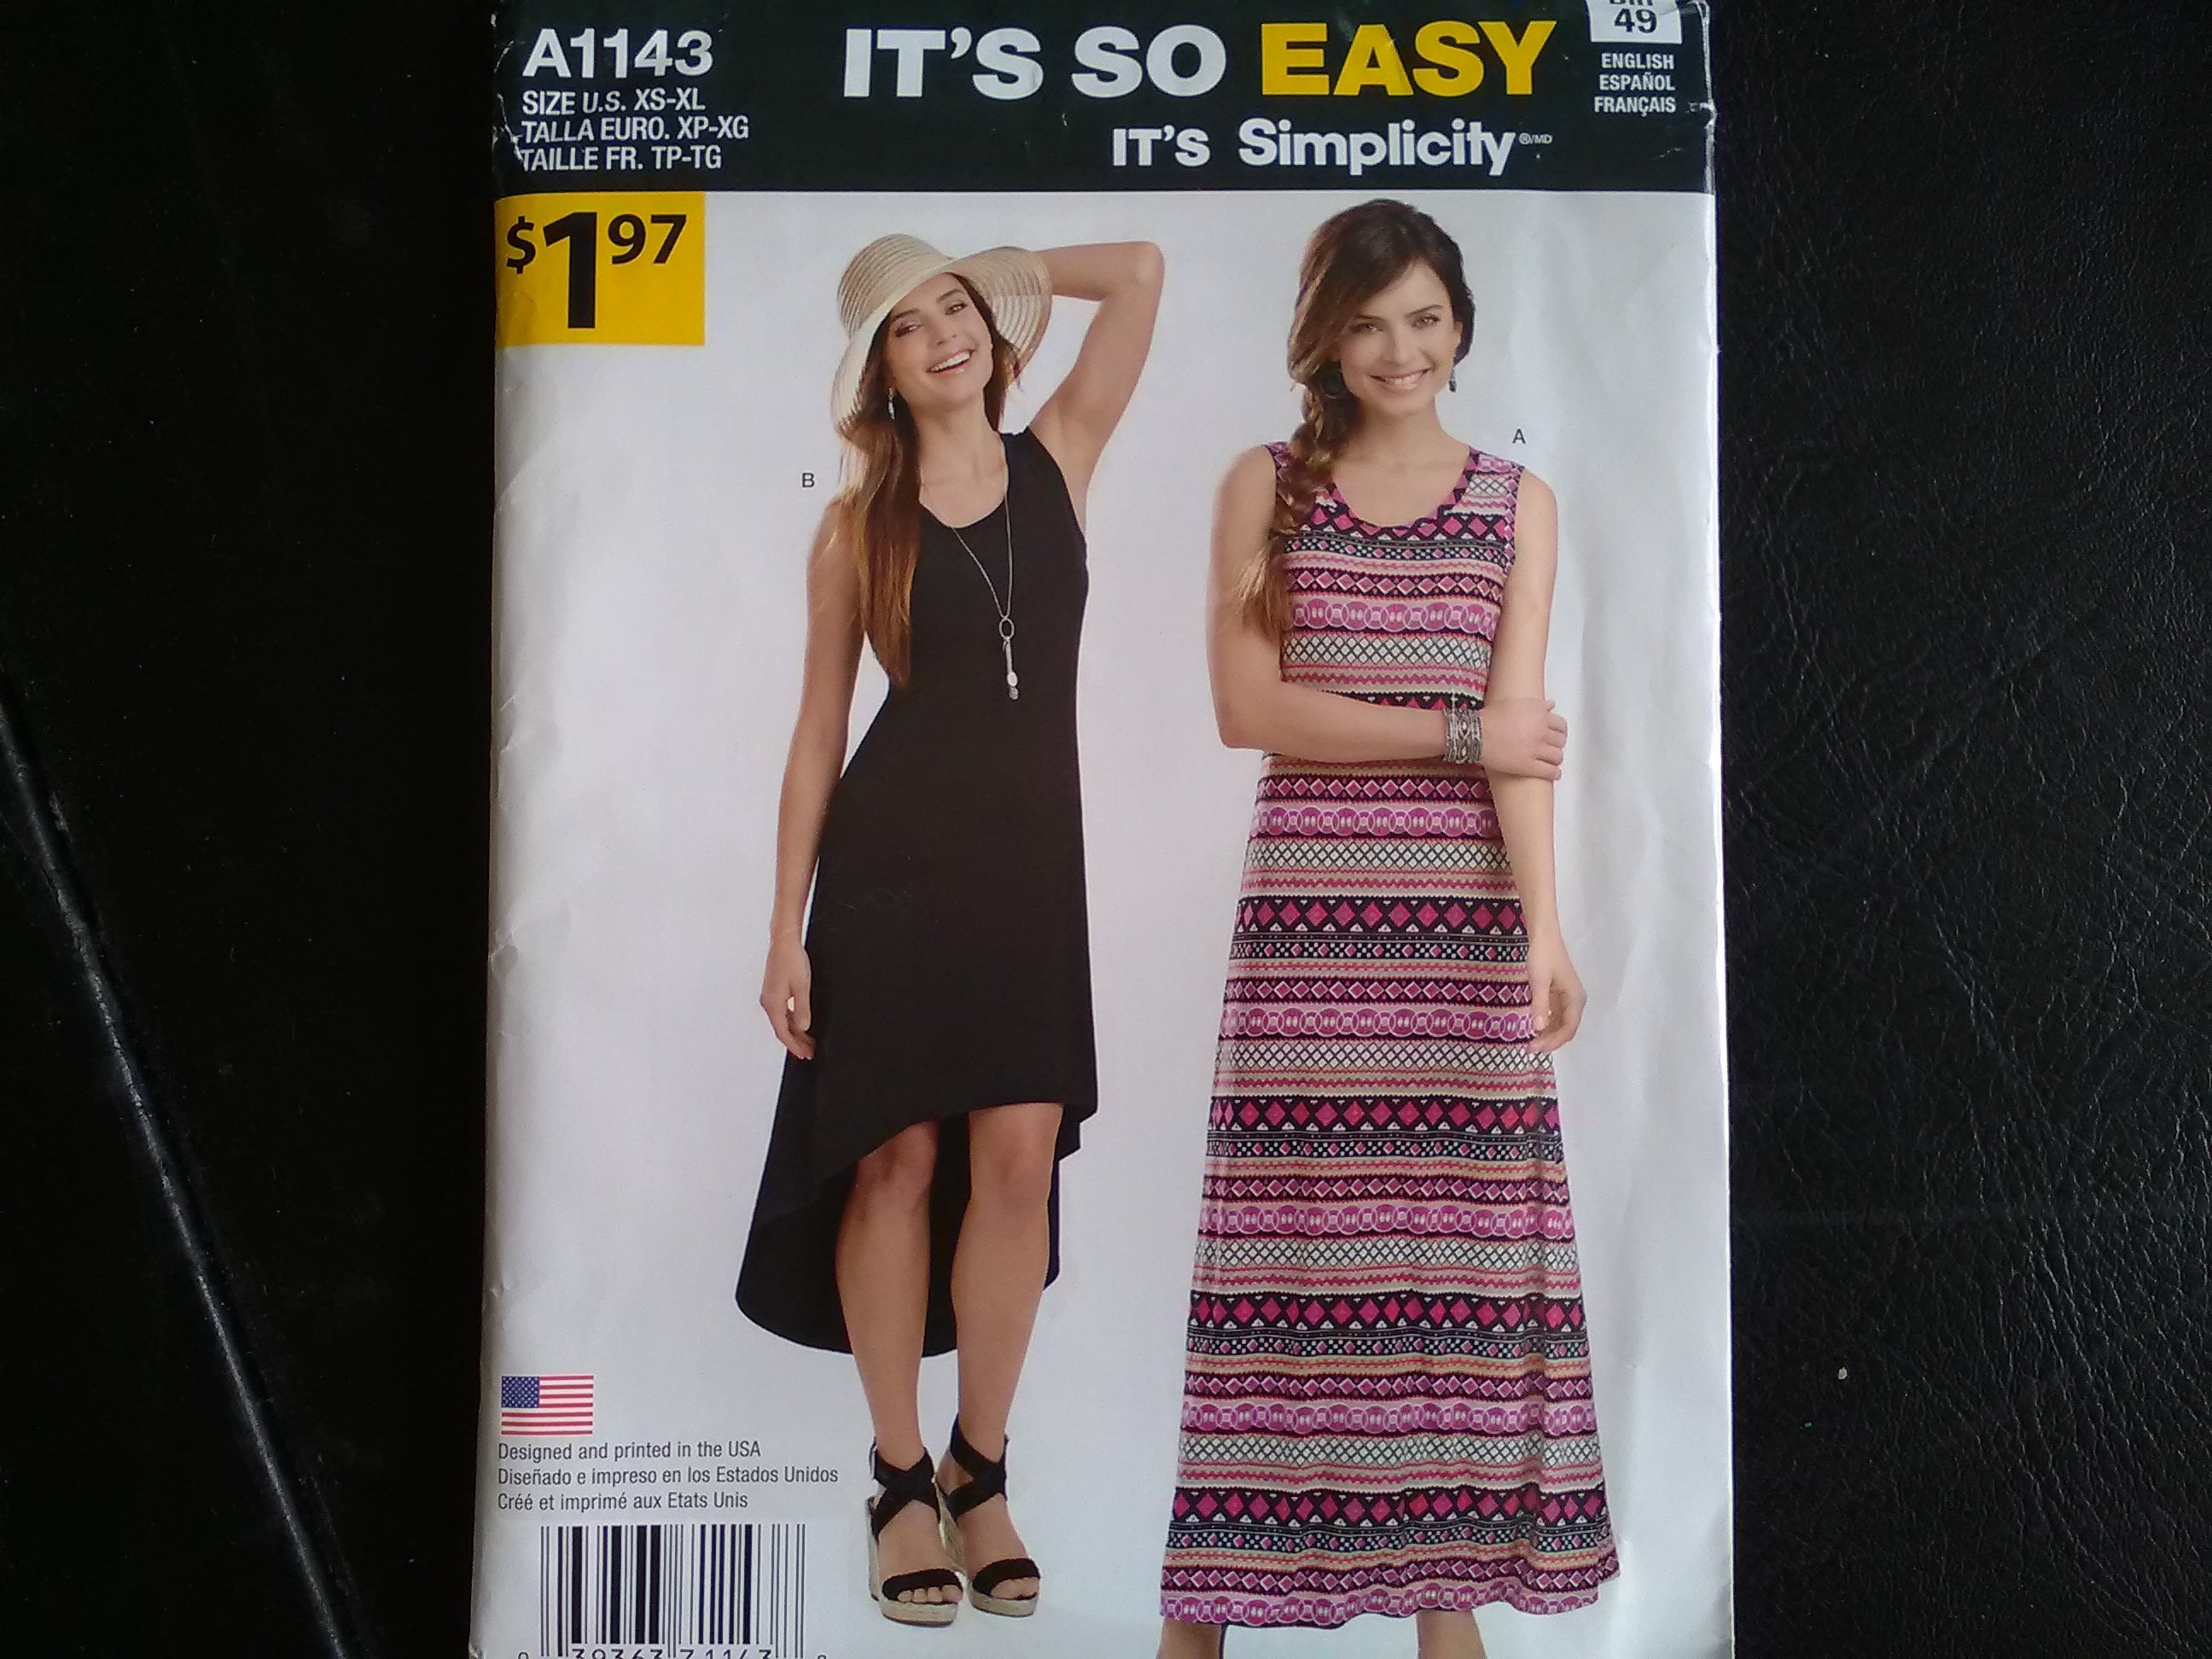 A1143
SIZE U.S. XS-XL
TALLA EURO. XP-XG
TAILLE FR. TP-TG
IT'S SO EASY
IT'S Simplicity ®/MD
49
ENGLISH
ESPAÑOL
FRANÇAIS
$1 97
B
A
Designed and printed in the USA
Diseñado e impreso en los Estados Unidos
Créé et imprimé aux Etats Unis
39363 71143